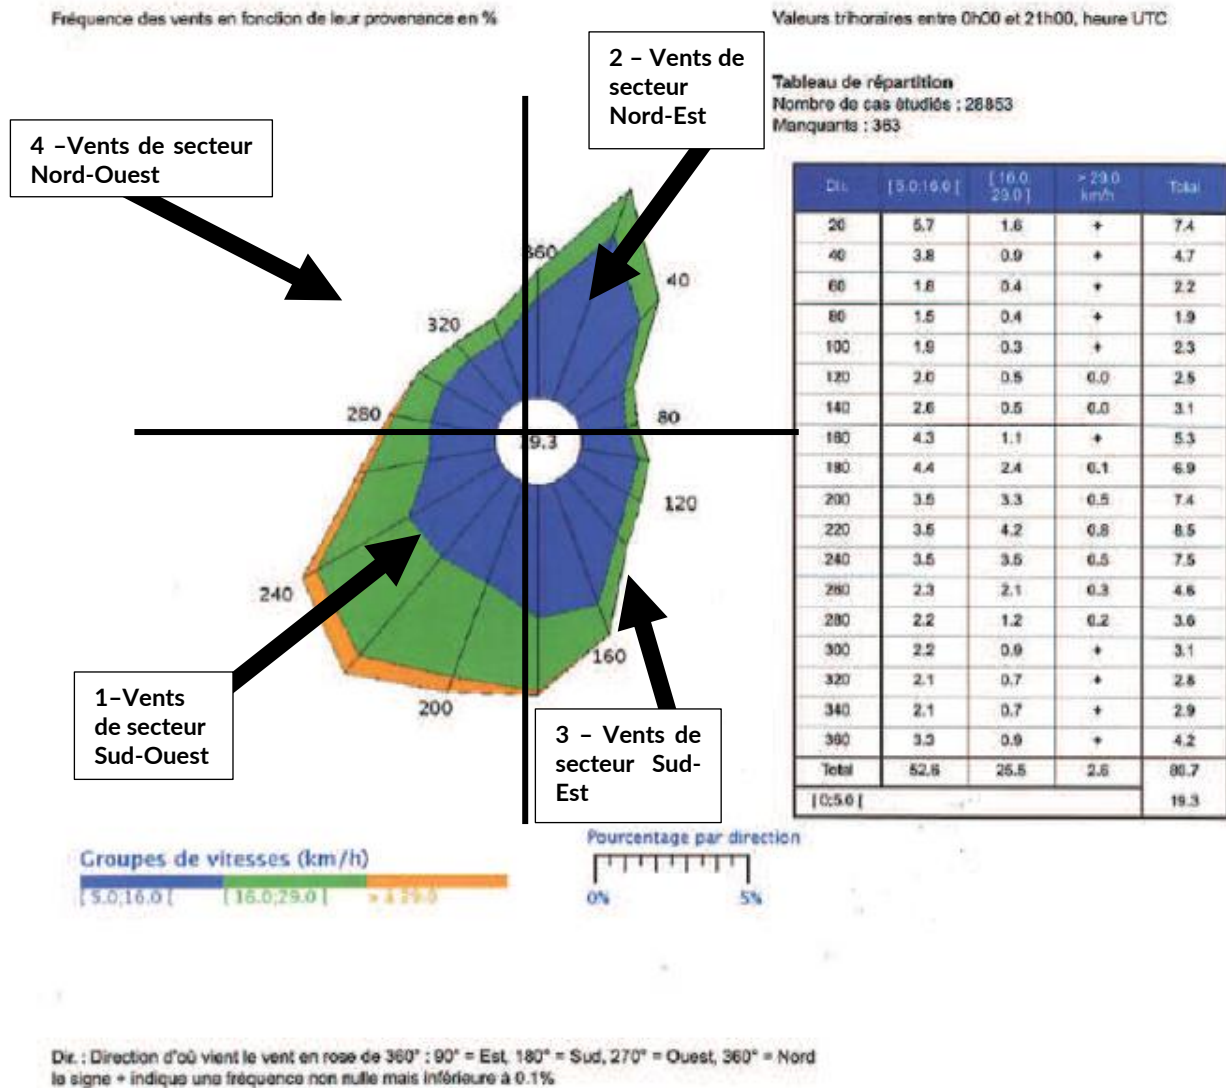 Fréquence des vents en fonction de leur provenance en %
Valeurs trihoraires entre 0h00 et 21h00, heure UTC
2 – Vents de
secteur
Nord-Est
Tableau de répartition
Nombre de cas étudiés : 28853
Manquants : 363
4 –Vents de secteur
Nord-Ouest
360
40
320
280
80
19.3
120
240
160
200
1–Vents
de secteur
Sud-Ouest
3 – Vents de
secteur Sud-
Est
Dir. [ 5.0;16.0 [ [ 16.0; 29.0 ] > 29.0 km/h Total
20 5.7 1.6 + 7.4
40 3.8 0.9 + 4.7
60 1.8 0.4 + 2.2
80 1.5 0.4 + 1.9
100 1.9 0.3 + 2.3
120 2.0 0.5 0.0 2.5
140 2.6 0.5 0.0 3.1
160 4.3 1.1 + 5.3
180 4.4 2.4 0.1 6.9
200 3.5 3.3 0.5 7.4
220 3.5 4.2 0.8 8.5
240 3.5 3.5 0.5 7.5
260 2.3 2.1 0.3 4.6
280 2.2 1.2 0.2 3.6
300 2.2 0.9 + 3.1
320 2.1 0.7 + 2.8
340 2.1 0.7 + 2.9
360 3.3 0.9 + 4.2
Total 52.6 25.5 2.6 80.7
[ 0;5.0 [ 19.3
Groupes de vitesses (km/h)
[ 5.0;16.0 [ [ 16.0;29.0 ] > à 29.0
Pourcentage par direction
0% 5%
Dir. : Direction d'où vient le vent en rose de 360° : 90° = Est, 180° = Sud, 270° = Ouest, 360° = Nord
le signe + indique une fréquence non nulle mais inférieure à 0.1%